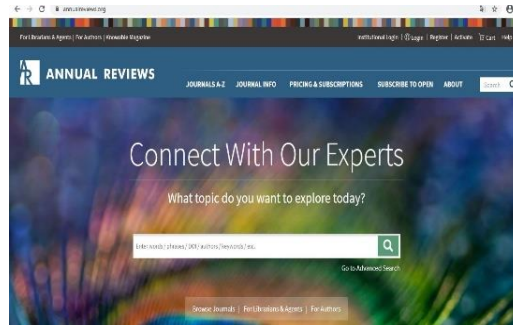 annualreviews.org
For Librarians & Agents | For Authors | Knowable Magazine
Institutional Login | Login | Register | Activate Cart Help
AR ANNUAL REVIEWS
JOURNALS A-Z JOURNAL INFO PRICING & SUBSCRIPTIONS SUBSCRIBE TO OPEN ABOUT
Search
Connect With Our Experts
What topic do you want to explore today?
Enter words / phrases / DOI / authors / keywords / etc.
Go to Advanced Search
Browse Journals | For Librarians & Agents | For Authors